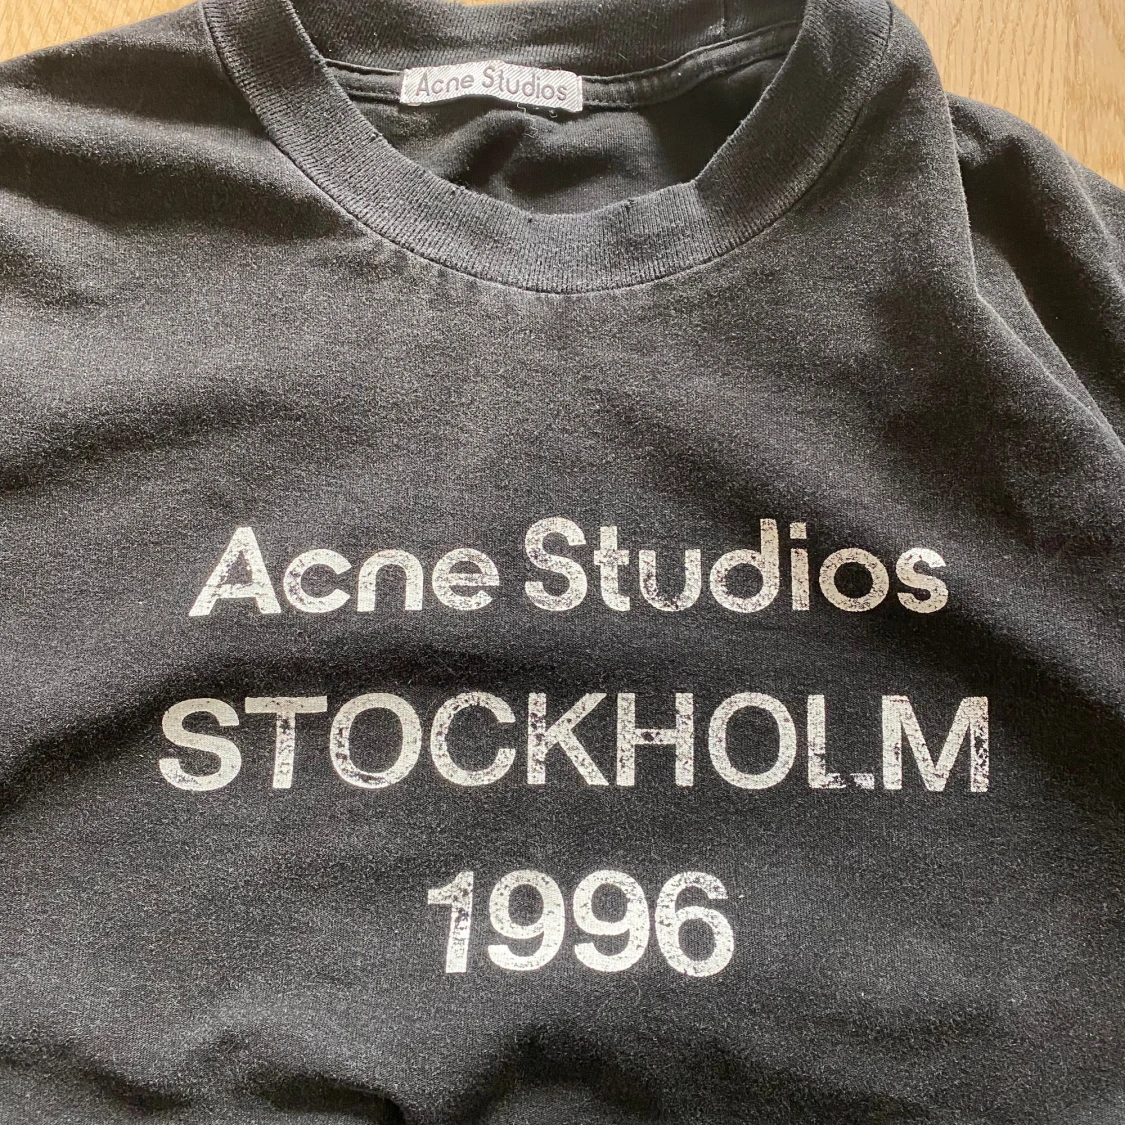 Acne Studios
Acne Studios
STOCKHOLM
1996